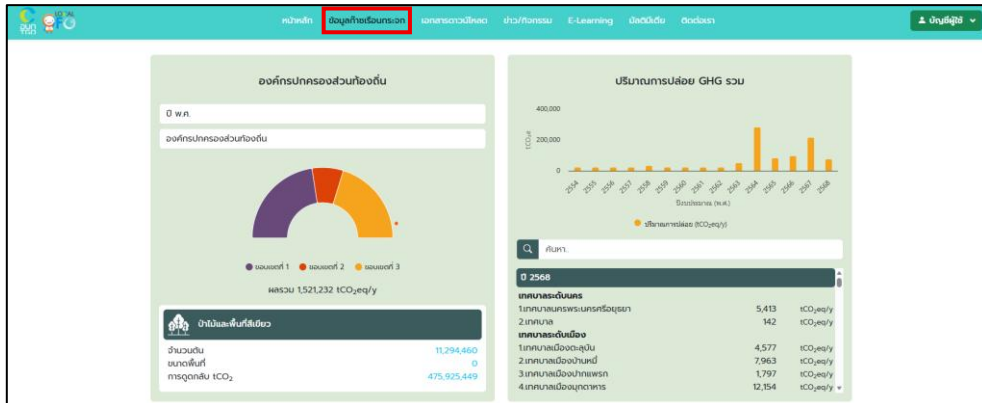 อบก
TGO
LOCAL
CFO
หน้าหลัก ข้อมูลก๊าซเรือนกระจก เอกสารดาวน์โหลด ข่าว/กิจกรรม E-Learning มัลติมีเดีย ติดต่อเรา บัญชีผู้ใช้
องค์กรปกครองส่วนท้องถิ่น
ปี พ.ศ.
องค์กรปกครองส่วนท้องถิ่น
ขอบเขตที่ 1 ขอบเขตที่ 2 ขอบเขตที่ 3
ผลรวม 1,521,232 tCO₂eq/y
ป่าไม้และพื้นที่สีเขียว
จำนวนต้น 11,294,460
ขนาดพื้นที่ 0
การดูดกลับ tCO₂ 475,925,449
ปริมาณการปล่อย GHG รวม
400,000
200,000
0
tCO₂e
2554 2555 2556 2557 2558 2559 2560 2561 2562 2563 2564 2565 2566 2567 2568
ปีงบประมาณ (พ.ศ.)
ปริมาณการปล่อย (tCO₂eq/y)
ค้นหา..
ปี 2568
เทศบาลระดับนคร
1.เทศบาลนครพระนครศรีอยุธยา 5,413 tCO₂eq/y
2.เทศบาล 142 tCO₂eq/y
เทศบาลระดับเมือง
1.เทศบาลเมืองตะลุบัน 4,577 tCO₂eq/y
2.เทศบาลเมืองบ้านหมี่ 7,963 tCO₂eq/y
3.เทศบาลเมืองปากแพรก 1,797 tCO₂eq/y
4.เทศบาลเมืองมุกดาหาร 12,154 tCO₂eq/y